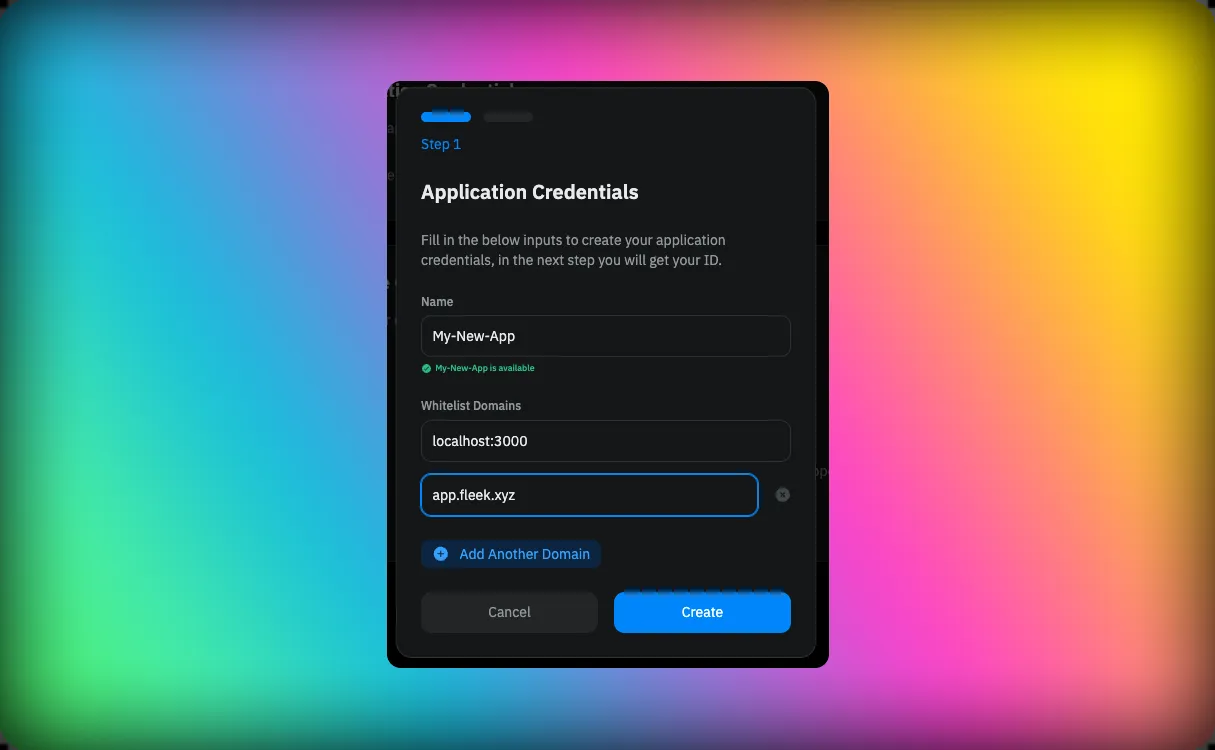 Step 1
Application Credentials
Fill in the below inputs to create your application
credentials, in the next step you will get your ID.
Name
My-New-App
My-New-App is available
Whitelist Domains
localhost:3000
app.fleek.xyz
Add Another Domain
Cancel
Create